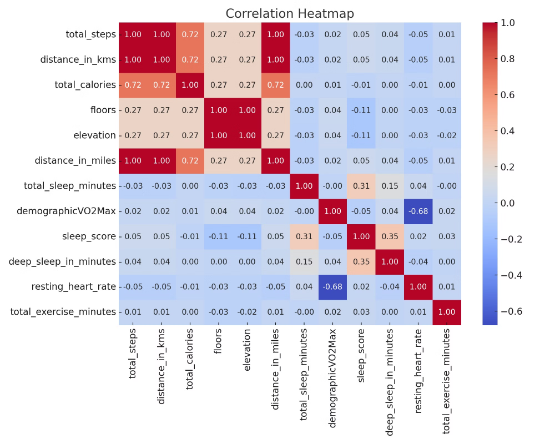 Correlation Heatmap
total_steps 1.00 1.00 0.72 0.27 0.27 1.00 -0.03 0.02 0.05 0.04 -0.05 0.01
distance_in_kms 1.00 1.00 0.72 0.27 0.27 1.00 -0.03 0.02 0.05 0.04 -0.05 0.01
total_calories 0.72 0.72 1.00 0.27 0.27 0.72 0.00 0.01 -0.01 0.00 -0.01 0.00
floors 0.27 0.27 0.27 1.00 1.00 0.27 -0.03 0.04 -0.11 0.00 -0.03 -0.03
elevation 0.27 0.27 0.27 1.00 1.00 0.27 -0.03 0.04 -0.11 0.00 -0.03 -0.02
distance_in_miles 1.00 1.00 0.72 0.27 0.27 1.00 -0.03 0.02 0.05 0.04 -0.05 0.01
total_sleep_minutes -0.03 -0.03 0.00 -0.03 -0.03 -0.03 1.00 -0.00 0.31 0.15 0.04 -0.00
demographicVO2Max 0.02 0.02 0.01 0.04 0.04 0.02 -0.00 1.00 -0.05 0.04 -0.68 0.02
sleep_score 0.05 0.05 -0.01 -0.11 -0.11 0.05 0.31 -0.05 1.00 0.35 0.02 0.03
deep_sleep_in_minutes 0.04 0.04 0.00 0.00 0.00 0.04 0.15 0.04 0.35 1.00 -0.04 0.00
resting_heart_rate -0.05 -0.05 -0.01 -0.03 -0.03 -0.05 0.04 -0.68 0.02 -0.04 1.00 0.01
total_exercise_minutes 0.01 0.01 0.00 -0.03 -0.02 0.01 -0.00 0.02 0.03 0.00 0.01 1.00
total_steps
distance_in_kms
total_calories
floors
elevation
distance_in_miles
total_sleep_minutes
demographicVO2Max
sleep_score
deep_sleep_in_minutes
resting_heart_rate
total_exercise_minutes
1.0
0.8
0.6
0.4
0.2
0.0
−0.2
−0.4
−0.6